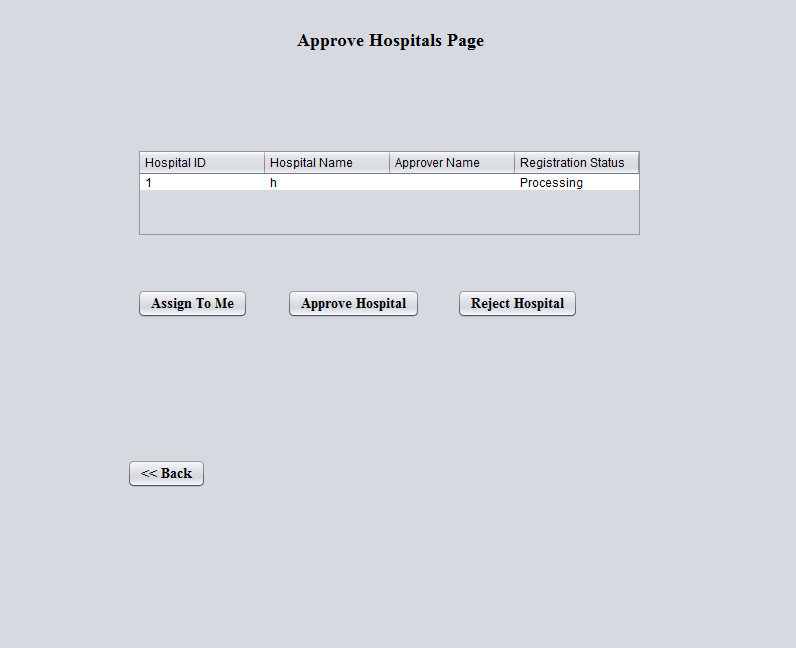 Approve Hospitals Page
Hospital ID Hospital Name Approver Name Registration Status
1 h Processing
Assign To Me Approve Hospital Reject Hospital
<< Back